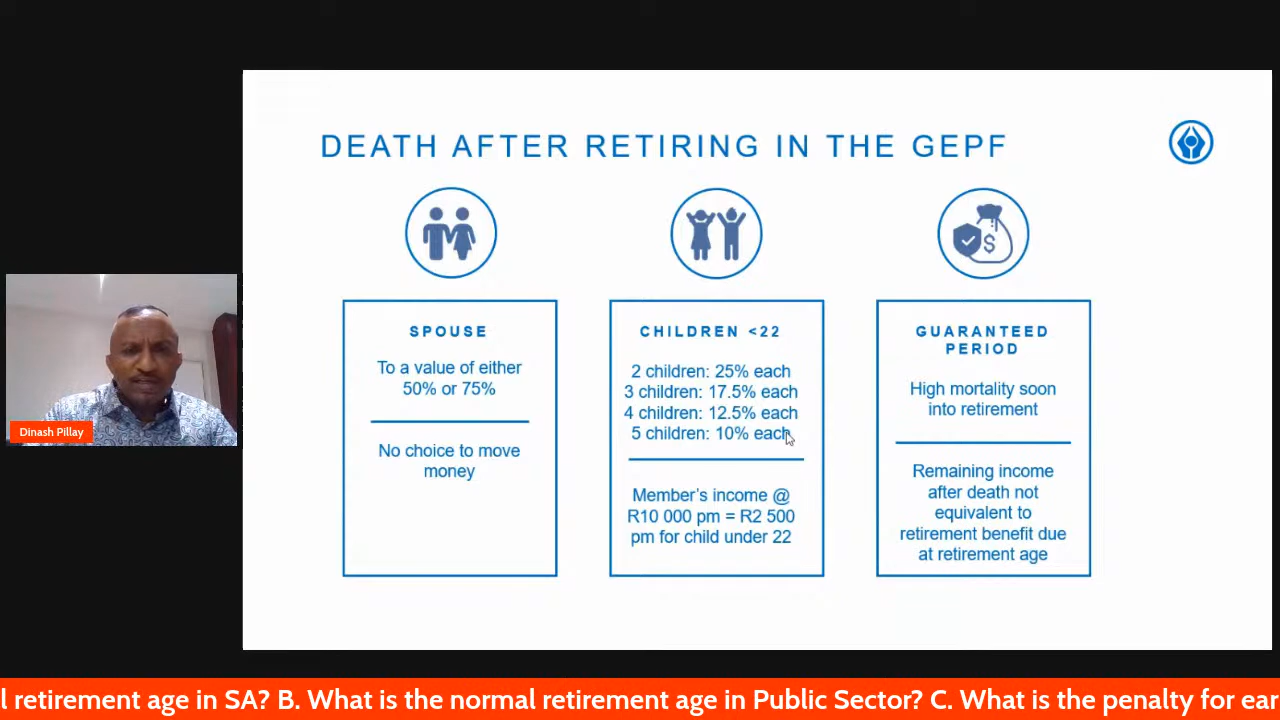 DEATH AFTER RETIRING IN THE GEPF
SPOUSE
To a value of either
50% or 75%
No choice to move
money
CHILDREN <22
2 children: 25% each
3 children: 17.5% each
4 children: 12.5% each
5 children: 10% each
Member's income @
R10 000 pm = R2 500
pm for child under 22
GUARANTEED
PERIOD
High mortality soon
into retirement
Remaining income
after death not
equivalent to
retirement benefit due
at retirement age
$
Dinash Pillay
l retirement age in SA? B. What is the normal retirement age in Public Sector? C. What is the penalty for ear